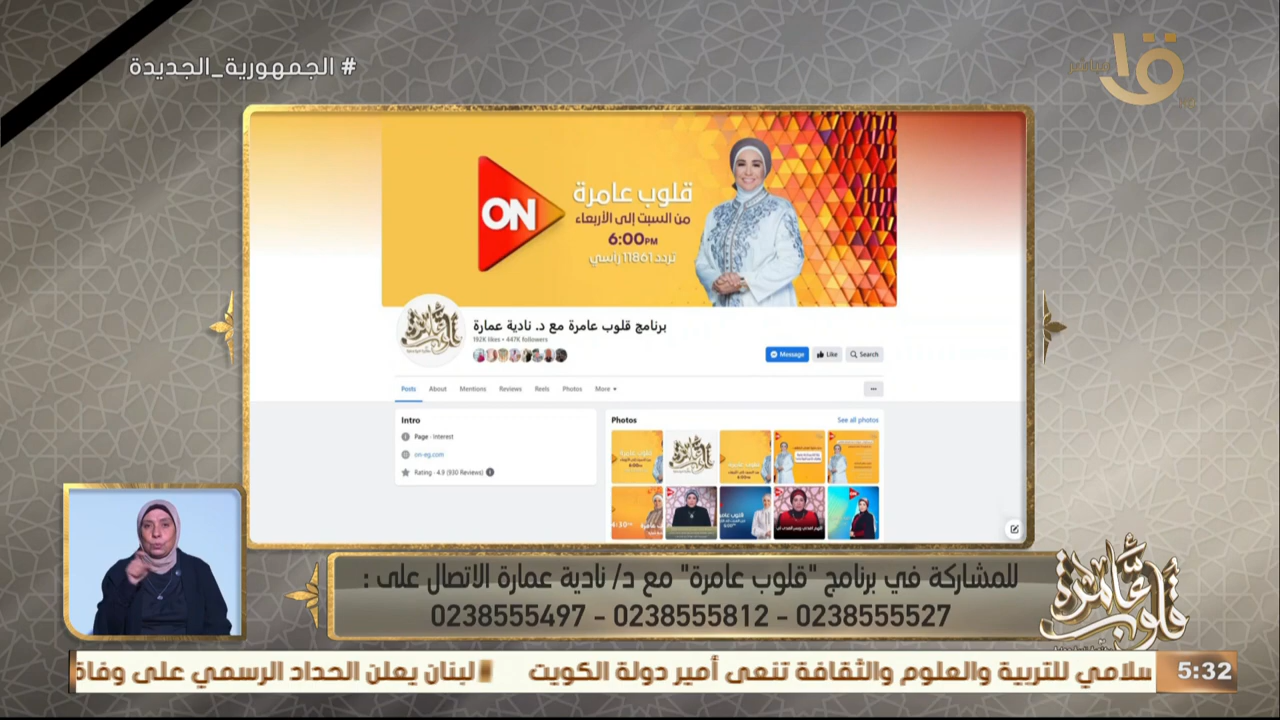 # الجمهورية_الجديدة
ON
قلوب عامرة
من السبت إلى الأربعاء
6:00PM
تردد 11861 راسي
برنامج قلوب عامرة مع د. نادية عمارة
192K likes • 447K followers
Message
Like
Search
Posts
About
Mentions
Reviews
Reels
Photos
More
Intro
Page · Interest
on-eg.com
Rating · 4.9 (930 Reviews)
Photos
See all photos
للمشاركة في برنامج "قلوب عامرة" مع د/ نادية عمارة الاتصال على :
0238555497 - 0238555812 - 0238555527
قلوب عامرة
سلامي للتربية والعلوم والثقافة تنعى أمير دولة الكويت
لبنان يعلن الحداد الرسمي على وفاة
5:32